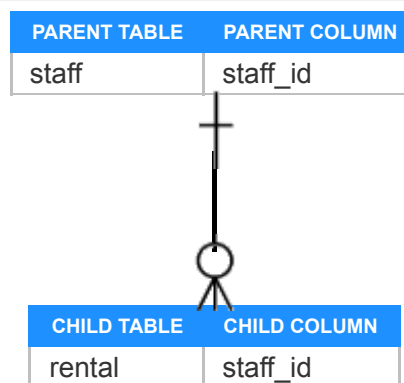 PARENT TABLE PARENT COLUMN
staff staff_id
CHILD TABLE CHILD COLUMN
rental staff_id